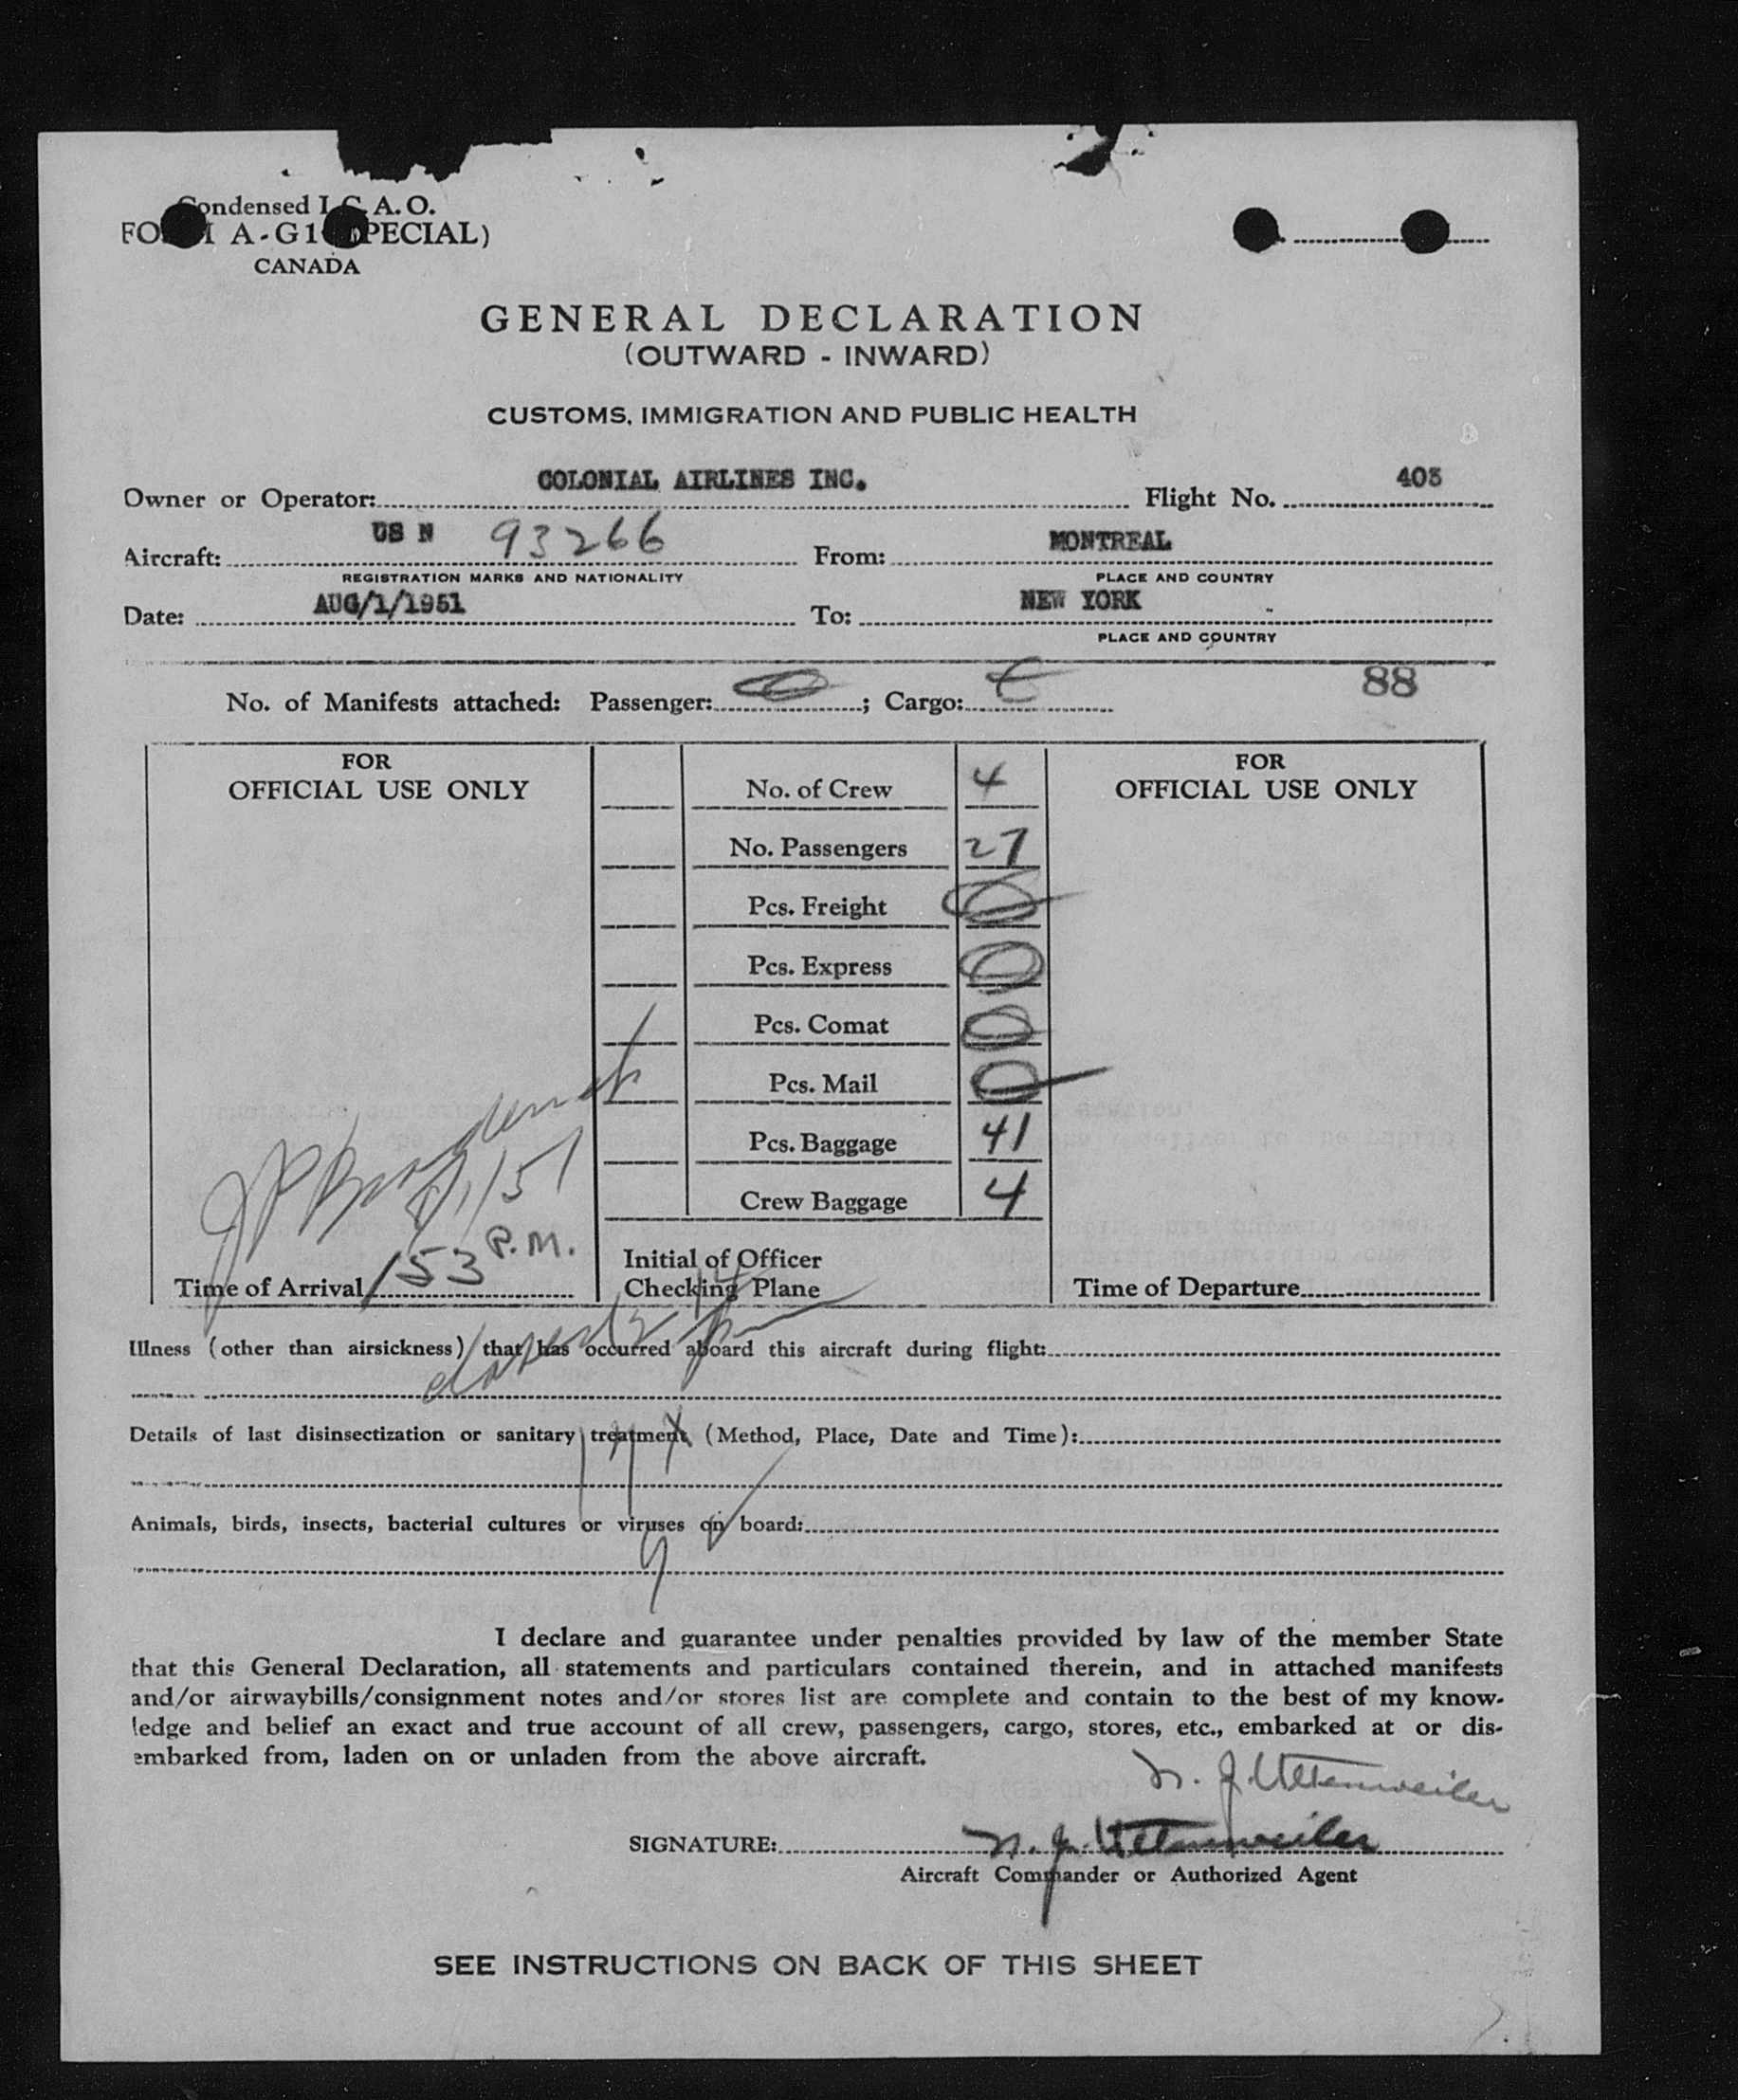 Condensed I.C.A.O.
FORM A-G1 (SPECIAL)
CANADA
GENERAL DECLARATION
(OUTWARD - INWARD)
CUSTOMS, IMMIGRATION AND PUBLIC HEALTH
Owner or Operator: COLONIAL AIRLINES INC. Flight No. 403
Aircraft: US N 93266 From: MONTREAL
REGISTRATION MARKS AND NATIONALITY PLACE AND COUNTRY
Date: AUG/1/1951 To: NEW YORK
PLACE AND COUNTRY
88
No. of Manifests attached: Passenger: 0; Cargo:
FOR OFFICIAL USE ONLY
No. of Crew 4
No. Passengers 27
Pcs. Freight 0
Pcs. Express 0
Pcs. Comat 0
Pcs. Mail 0
Pcs. Baggage 41
Crew Baggage 4
FOR OFFICIAL USE ONLY
8/1/51
Time of Arrival 153 P.M.
Initial of Officer
Checking Plane
Time of Departure
Illness (other than airsickness) that has occurred aboard this aircraft during flight:
Details of last disinsectization or sanitary treatment (Method, Place, Date and Time):
Animals, birds, insects, bacterial cultures or viruses on board:
I declare and guarantee under penalties provided by law of the member State
that this General Declaration, all statements and particulars contained therein, and in attached manifests
and/or airwaybills/consignment notes and/or stores list are complete and contain to the best of my know-
ledge and belief an exact and true account of all crew, passengers, cargo, stores, etc., embarked at or dis-
embarked from, laden on or unladen from the above aircraft.
N. J. Uttenweiler
SIGNATURE: N. J. Uttenweiler
Aircraft Commander or Authorized Agent
SEE INSTRUCTIONS ON BACK OF THIS SHEET